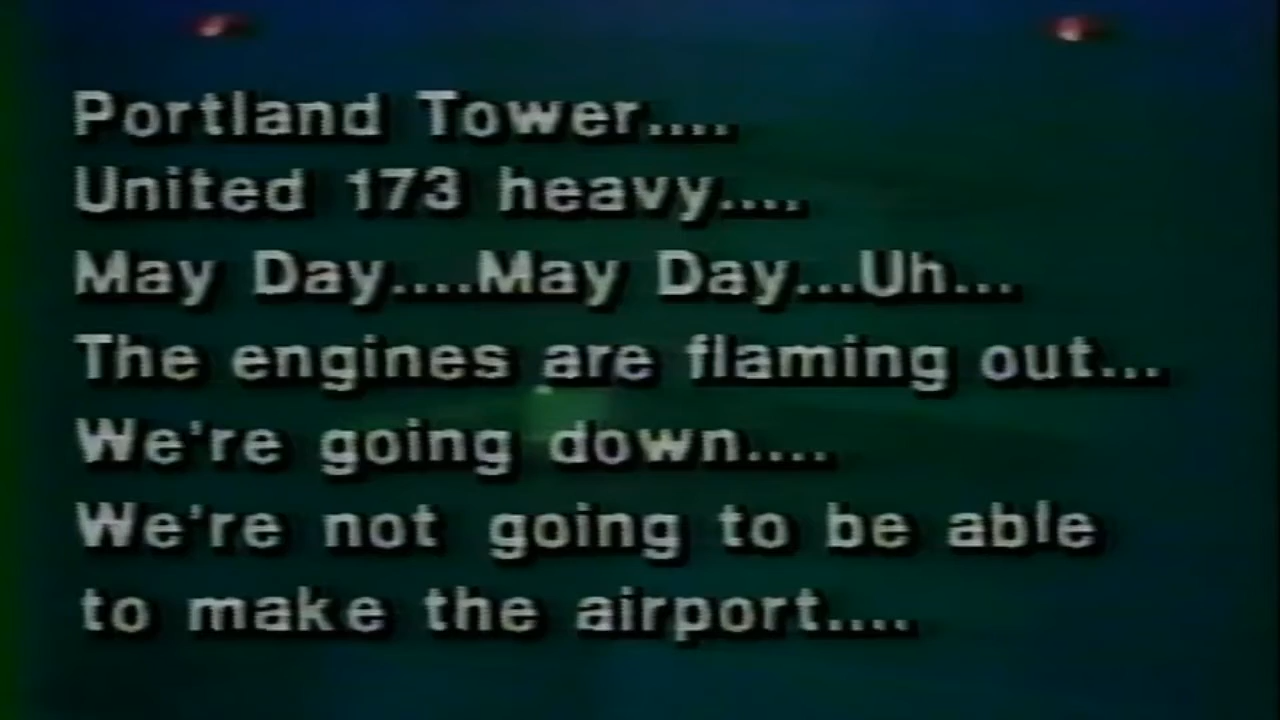 Portland Tower....
United 173 heavy....
May Day....May Day...Uh...
The engines are flaming out...
We're going down....
We're not going to be able
to make the airport....